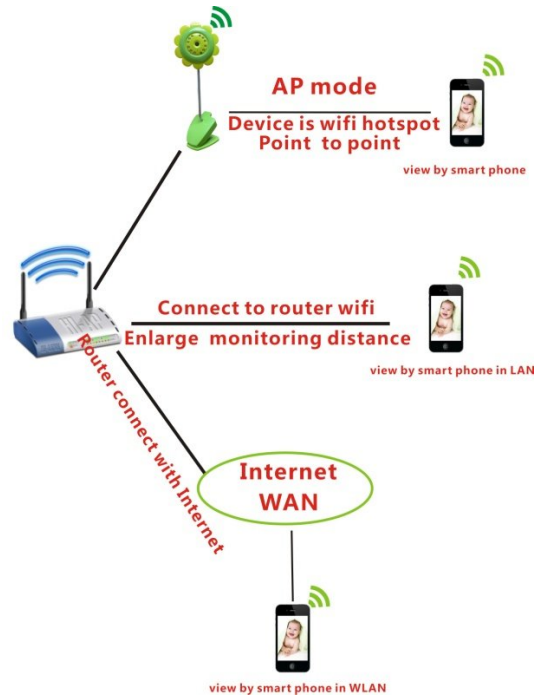 AP mode
Device is wifi hotspot
Point to point
view by smart phone
Connect to router wifi
Enlarge monitoring distance
view by smart phone in LAN
Router connect with Internet
Internet
WAN
view by smart phone in WLAN